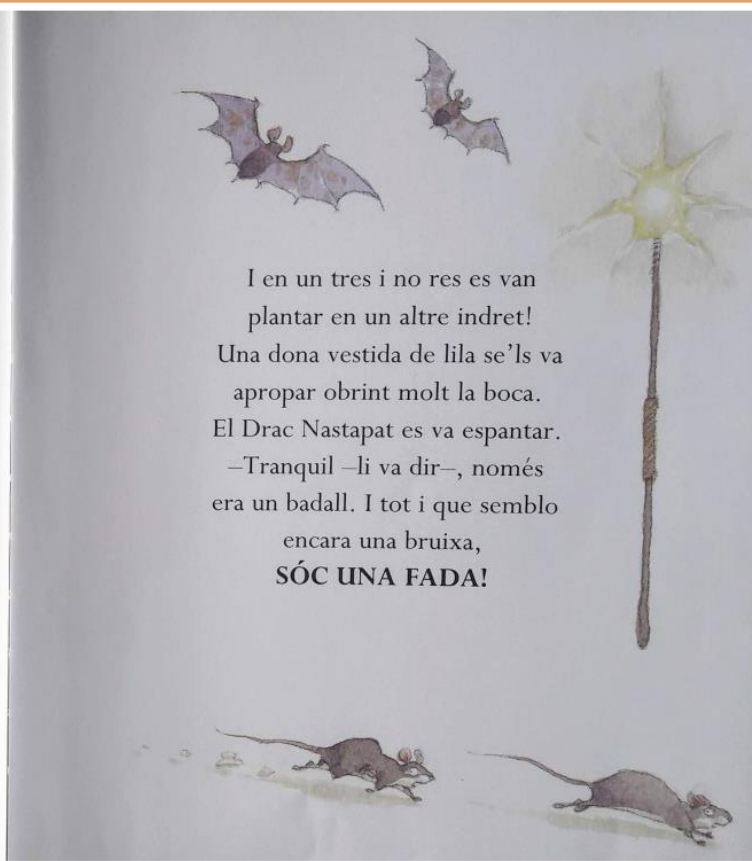 I en un tres i no res es van
plantar en un altre indret!
Una dona vestida de lila se’ls va
apropar obrint molt la boca.
El Drac Nastapat es va espantar.
–Tranquil –li va dir–, només
era un badall. I tot i que semblo
encara una bruixa,
SÓC UNA FADA!